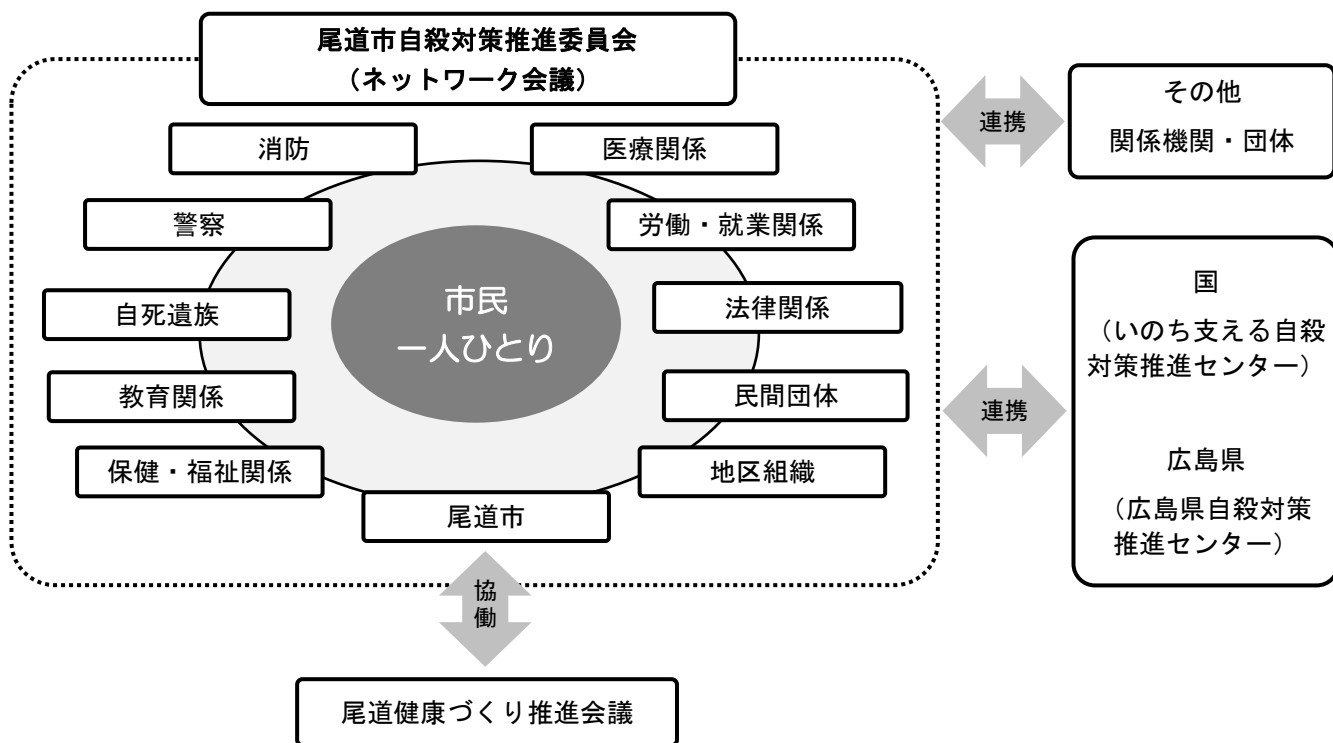 尾道市自殺対策推進委員会
（ネットワーク会議）
消防
医療関係
警察
労働・就業関係
自死遺族
法律関係
教育関係
民間団体
保健・福祉関係
地区組織
尾道市
市民
一人ひとり
連携
その他
関係機関・団体
連携
国
（いのち支える自殺
対策推進センター）
広島県
（広島県自殺対策
推進センター）
協
働
尾道健康づくり推進会議